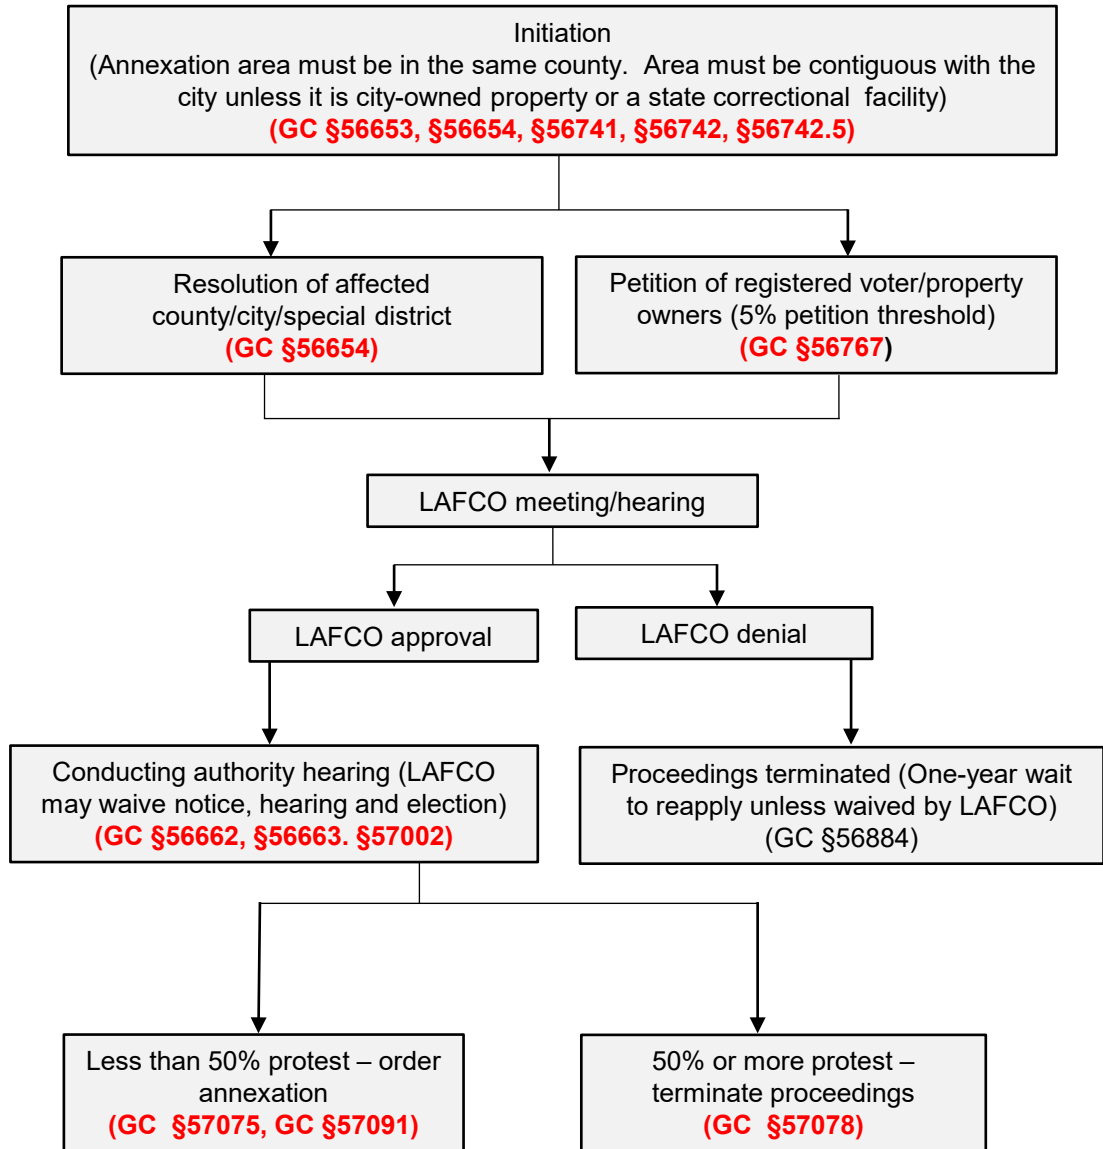 Initiation
(Annexation area must be in the same county.  Area must be contiguous with the
city unless it is city-owned property or a state correctional  facility)
(GC §56653, §56654, §56741, §56742, §56742.5)
Resolution of affected
county/city/special district
(GC §56654)
Petition of registered voter/property
owners (5% petition threshold)
(GC §56767)
LAFCO meeting/hearing
LAFCO approval
LAFCO denial
Conducting authority hearing (LAFCO
may waive notice, hearing and election)
(GC §56662, §56663. §57002)
Proceedings terminated (One-year wait
to reapply unless waived by LAFCO)
(GC §56884)
Less than 50% protest – order
annexation
(GC  §57075, GC §57091)
50% or more protest –
terminate proceedings
(GC  §57078)